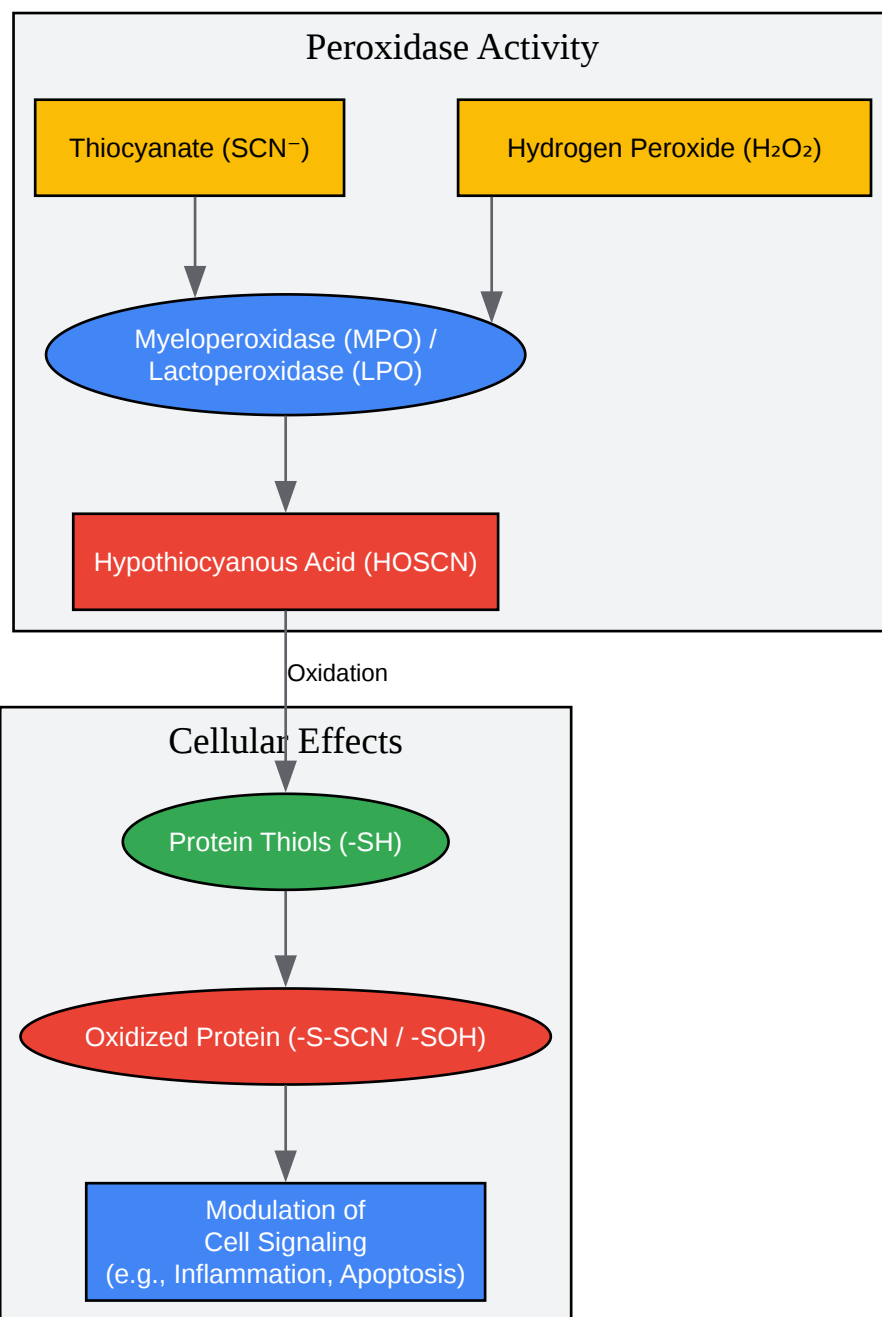 Peroxidase Activity
Thiocyanate (SCN⁻)
Hydrogen Peroxide (H₂O₂)
Myeloperoxidase (MPO) /
Lactoperoxidase (LPO)
Hypothiocyanous Acid (HOSCN)
Oxidation
Cellular Effects
Protein Thiols (-SH)
Oxidized Protein (-S-SCN / -SOH)
Modulation of
Cell Signaling
(e.g., Inflammation, Apoptosis)